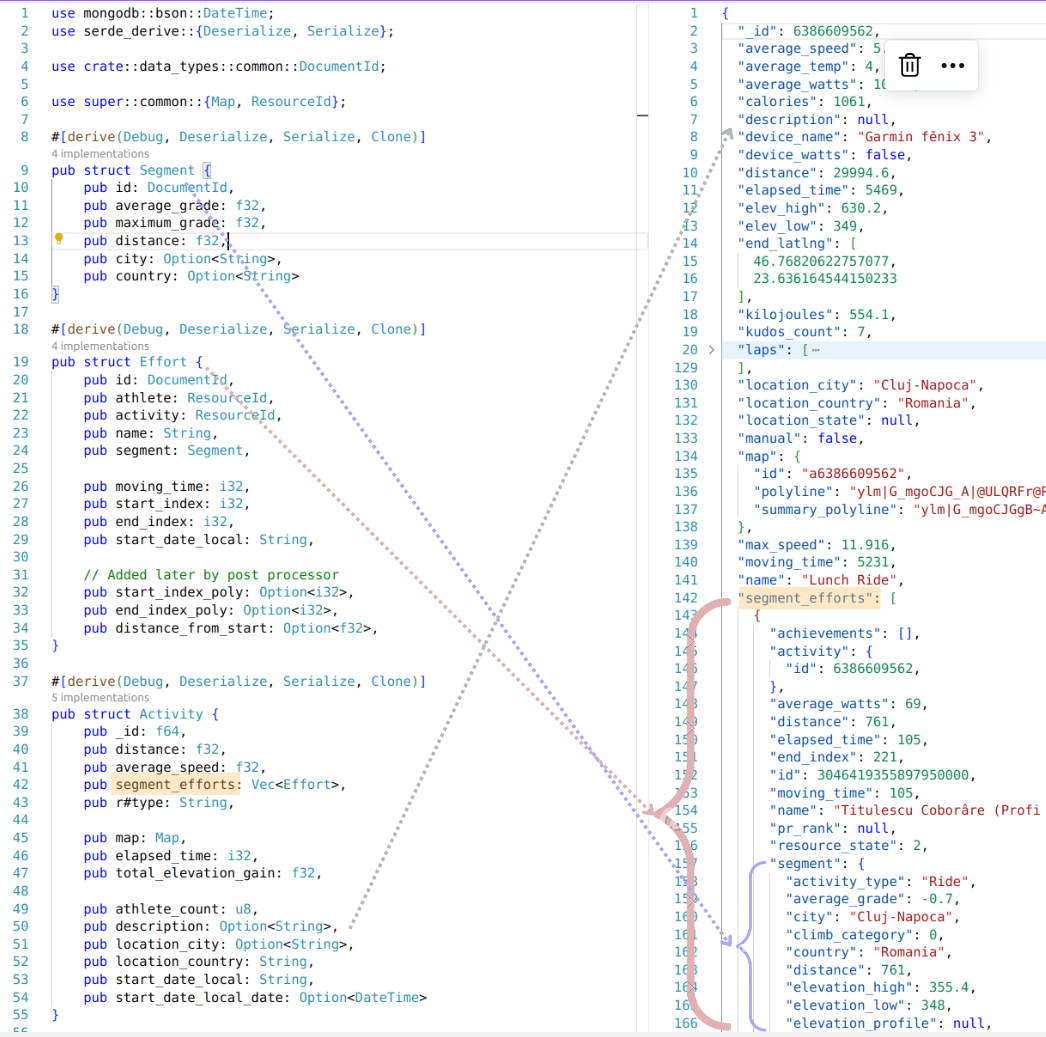 1 use mongodb::bson::DateTime;
2 use serde_derive::{Deserialize, Serialize};
3
4 use crate::data_types::common::DocumentId;
5
6 use super::common::{Map, ResourceId};
7
8 #[derive(Debug, Deserialize, Serialize, Clone)]
4 implementations
9 pub struct Segment {
10 pub id: DocumentId,
11 pub average_grade: f32,
12 pub maximum_grade: f32,
13 pub distance: f32,
14 pub city: Option<String>,
15 pub country: Option<String>
16 }
17
18 #[derive(Debug, Deserialize, Serialize, Clone)]
4 implementations
19 pub struct Effort {
20 pub id: DocumentId,
21 pub athlete: ResourceId,
22 pub activity: ResourceId,
23 pub name: String,
24 pub segment: Segment,
25
26 pub moving_time: i32,
27 pub start_index: i32,
28 pub end_index: i32,
29 pub start_date_local: String,
30
31 // Added later by post processor
32 pub start_index_poly: Option<i32>,
33 pub end_index_poly: Option<i32>,
34 pub distance_from_start: Option<f32>,
35 }
36
37 #[derive(Debug, Deserialize, Serialize, Clone)]
5 implementations
38 pub struct Activity {
39 pub _id: f64,
40 pub distance: f32,
41 pub average_speed: f32,
42 pub segment_efforts: Vec<Effort>,
43 pub r#type: String,
44
45 pub map: Map,
46 pub elapsed_time: i32,
47 pub total_elevation_gain: f32,
48
49 pub athlete_count: u8,
50 pub description: Option<String>,
51 pub location_city: Option<String>,
52 pub location_country: String,
53 pub start_date_local: String,
54 pub start_date_local_date: Option<DateTime>
55 }
1 {
2 "_id": 6386609562,
3 "average_speed": 5.
4 "average_temp": 4,
5 "average_watts":
6 "calories": 1061,
7 "description": null,
8 "device_name": "Garmin fēnix 3",
9 "device_watts": false,
10 "distance": 29994.6,
11 "elapsed_time": 5469,
12 "elev_high": 630.2,
13 "elev_low": 349,
14 "end_latlng": [
15 46.76820622757077,
16 23.636164544150233
17 ],
18 "kilojoules": 554.1,
19 "kudos_count": 7,
20 "laps": [ ⋯
129 ],
130 "location_city": "Cluj-Napoca",
131 "location_country": "Romania",
132 "location_state": null,
133 "manual": false,
134 "map": {
135 "id": "a6386609562",
136 "polyline": "ylm|G_mgoCJG_A|@ULQRFr@
137 "summary_polyline": "ylm|G_mgoCJGgB~A
138 },
139 "max_speed": 11.916,
140 "moving_time": 5231,
141 "name": "Lunch Ride",
142 "segment_efforts": [
143 {
144 "achievements": [],
145 "activity": {
146 "id": 6386609562,
147 },
148 "average_watts": 69,
149 "distance": 761,
150 "elapsed_time": 105,
151 "end_index": 221,
152 "id": 3046419355897950000,
153 "moving_time": 105,
154 "name": "Titulescu Coborâre (Profi
155 "pr_rank": null,
156 "resource_state": 2,
157 "segment": {
158 "activity_type": "Ride",
159 "average_grade": -0.7,
160 "city": "Cluj-Napoca",
161 "climb_category": 0,
162 "country": "Romania",
163 "distance": 761,
164 "elevation_high": 355.4,
165 "elevation_low": 348,
166 "elevation_profile": null,